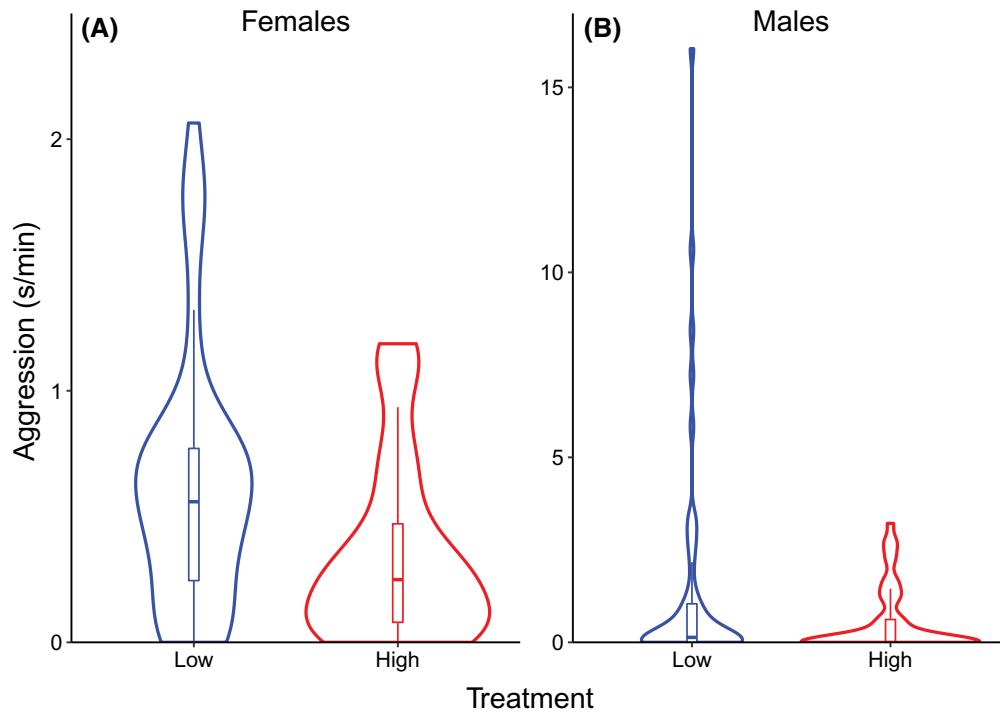 (A) Females
(B) Males
Aggression (s/min)
2
1
0
15
10
5
0
Low High
Low High
Treatment